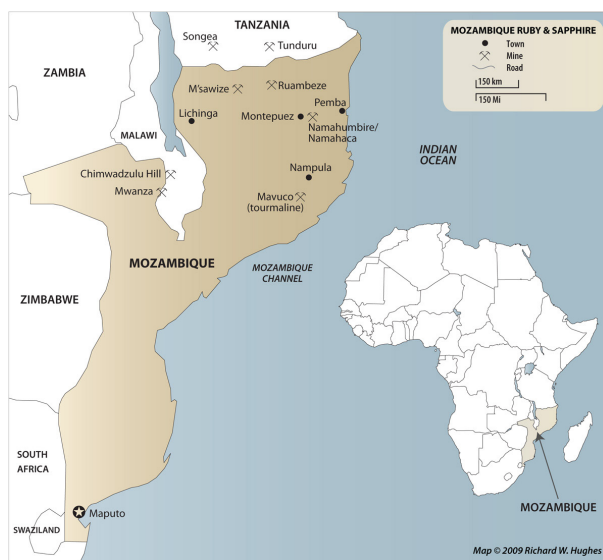 TANZANIA
Songea
Tunduru
ZAMBIA
M'sawize
Ruambeze
Lichinga
Pemba
Montepuez
Namahumbire/
Namahaca
MALAWI
Nampula
Chimwadzulu Hill
Mwanza
Mavuco
(tourmaline)
MOZAMBIQUE
MOZAMBIQUE
CHANNEL
INDIAN
OCEAN
ZIMBABWE
SOUTH
AFRICA
Maputo
SWAZILAND
MOZAMBIQUE RUBY & SAPPHIRE
Town
Mine
Road
150 km
150 Mi
MOZAMBIQUE
Map © 2009 Richard W. Hughes